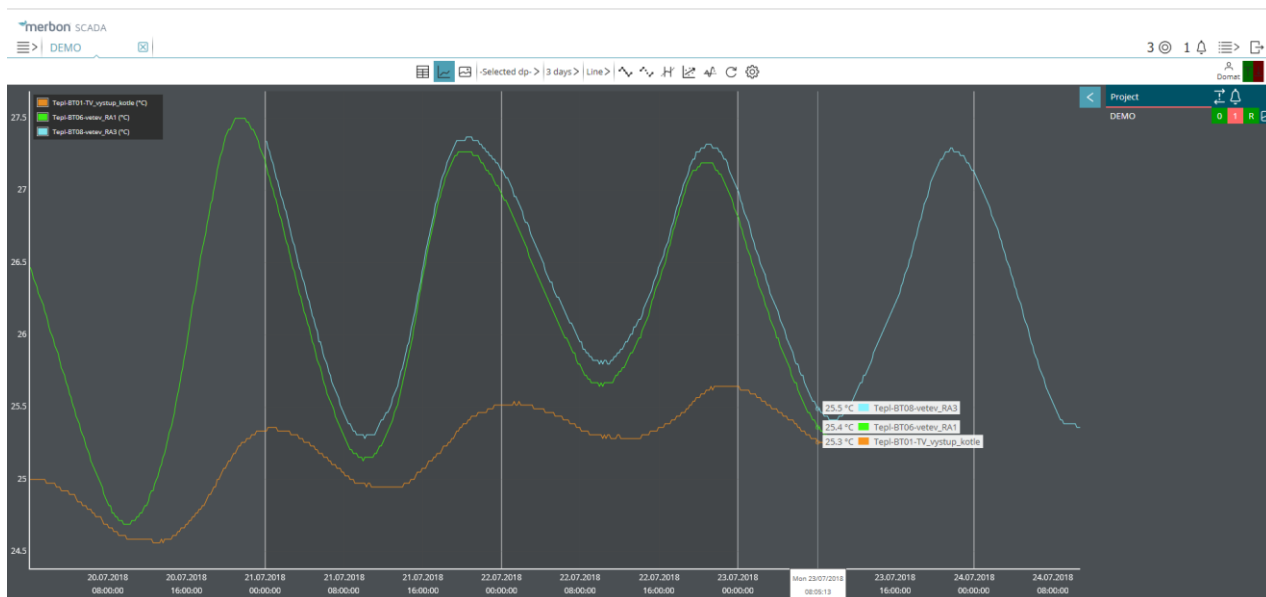 merbon SCADA
DEMO
3 1
-Selected dp- > 3 days > Line >
Domat
Tepl-BT01-TV_vystup_kotle (°C)
Tepl-BT06-vetev_RA1 (°C)
Tepl-BT08-vetev_RA3 (°C)
Project
DEMO 0 1 R
27.5
27
26.5
26
25.5
25
24.5
25.5 °C Tepl-BT08-vetev_RA3
25.4 °C Tepl-BT06-vetev_RA1
25.3 °C Tepl-BT01-TV_vystup_kotle
20.07.2018 20.07.2018 21.07.2018 21.07.2018 21.07.2018 22.07.2018 22.07.2018 22.07.2018 23.07.2018 Mon 23/07/2018 23.07.2018 24.07.2018 24.07.2018
08:00:00 16:00:00 00:00:00 08:00:00 16:00:00 00:00:00 08:00:00 16:00:00 00:00:00 08:05:13 16:00:00 00:00:00 08:00:00